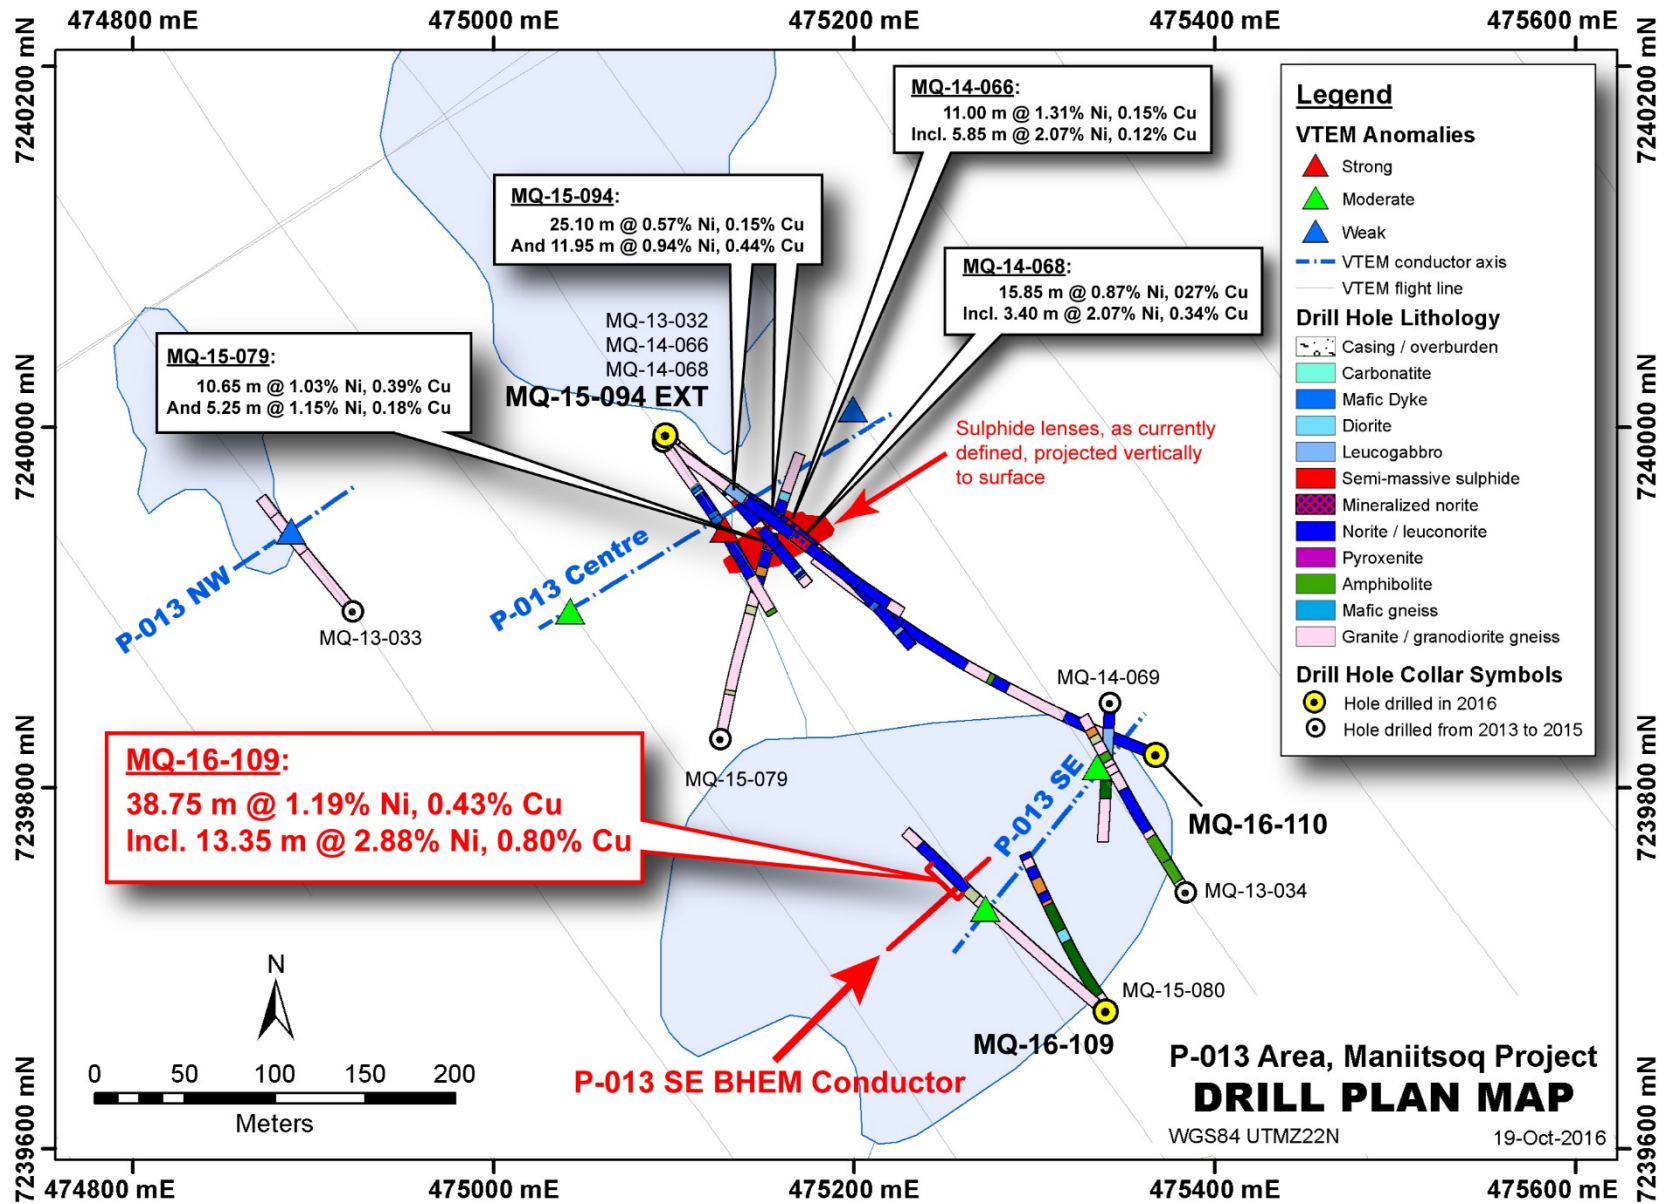 474800 mE
475000 mE
475200 mE
475400 mE
475600 mE
7240200 mN
7240000 mN
7239800 mN
7239600 mN
7240200 mN
7240000 mN
7239800 mN
7239600 mN
MQ-14-066:
11.00 m @ 1.31% Ni, 0.15% Cu
Incl. 5.85 m @ 2.07% Ni, 0.12% Cu
MQ-15-094:
25.10 m @ 0.57% Ni, 0.15% Cu
And 11.95 m @ 0.94% Ni, 0.44% Cu
MQ-14-068:
15.85 m @ 0.87% Ni, 027% Cu
Incl. 3.40 m @ 2.07% Ni, 0.34% Cu
MQ-15-079:
10.65 m @ 1.03% Ni, 0.39% Cu
And 5.25 m @ 1.15% Ni, 0.18% Cu
MQ-13-032
MQ-14-066
MQ-14-068
MQ-15-094 EXT
Sulphide lenses, as currently
defined, projected vertically
to surface
P-013 NW
P-013 Centre
MQ-13-033
MQ-14-069
MQ-15-079
P-013 SE
MQ-16-110
MQ-13-034
MQ-16-109:
38.75 m @ 1.19% Ni, 0.43% Cu
Incl. 13.35 m @ 2.88% Ni, 0.80% Cu
MQ-15-080
MQ-16-109
P-013 SE BHEM Conductor
N
0 50 100 150 200
Meters
Legend
VTEM Anomalies
Strong
Moderate
Weak
VTEM conductor axis
VTEM flight line
Drill Hole Lithology
Casing / overburden
Carbonatite
Mafic Dyke
Diorite
Leucogabbro
Semi-massive sulphide
Mineralized norite
Norite / leuconorite
Pyroxenite
Amphibolite
Mafic gneiss
Granite / granodiorite gneiss
Drill Hole Collar Symbols
Hole drilled in 2016
Hole drilled from 2013 to 2015
P-013 Area, Maniitsoq Project
DRILL PLAN MAP
WGS84 UTMZ22N
19-Oct-2016
474800 mE
475000 mE
475200 mE
475400 mE
475600 mE